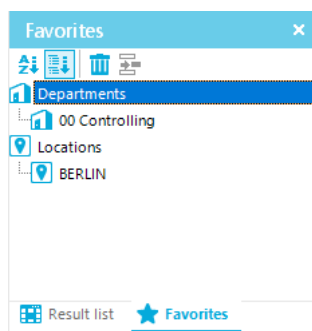 Favorites
Departments
00 Controlling
Locations
BERLIN
Result list Favorites